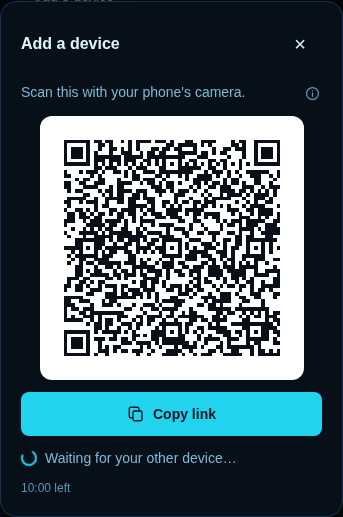 Add a device
Scan this with your phone's camera.
Copy link
Waiting for your other device…
10:00 left